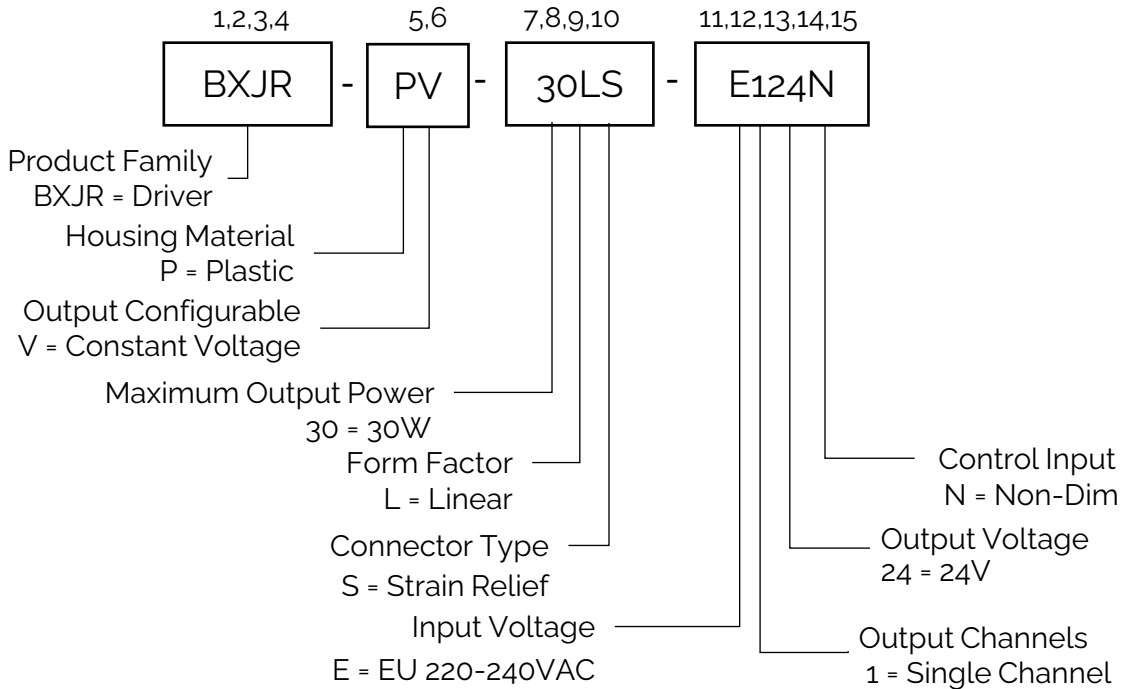 1,2,3,4 5,6 7,8,9,10 11,12,13,14,15
BXJR - PV - 30LS - E124N
Product Family
BXJR = Driver
Housing Material
P = Plastic
Output Configurable
V = Constant Voltage
Maximum Output Power
30 = 30W
Form Factor
L = Linear
Connector Type
S = Strain Relief
Input Voltage
E = EU 220-240VAC
Control Input
N = Non-Dim
Output Voltage
24 = 24V
Output Channels
1 = Single Channel